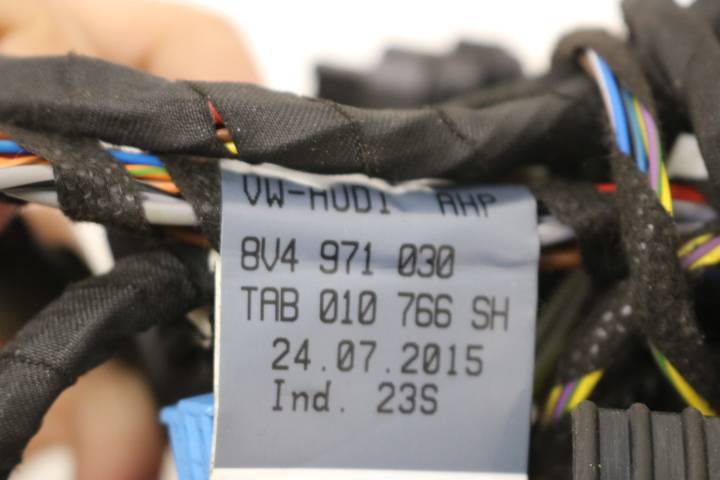 VW-AUDI AHP
8V4 971 030
TAB 010 766 SH
24.07.2015
Ind. 23S